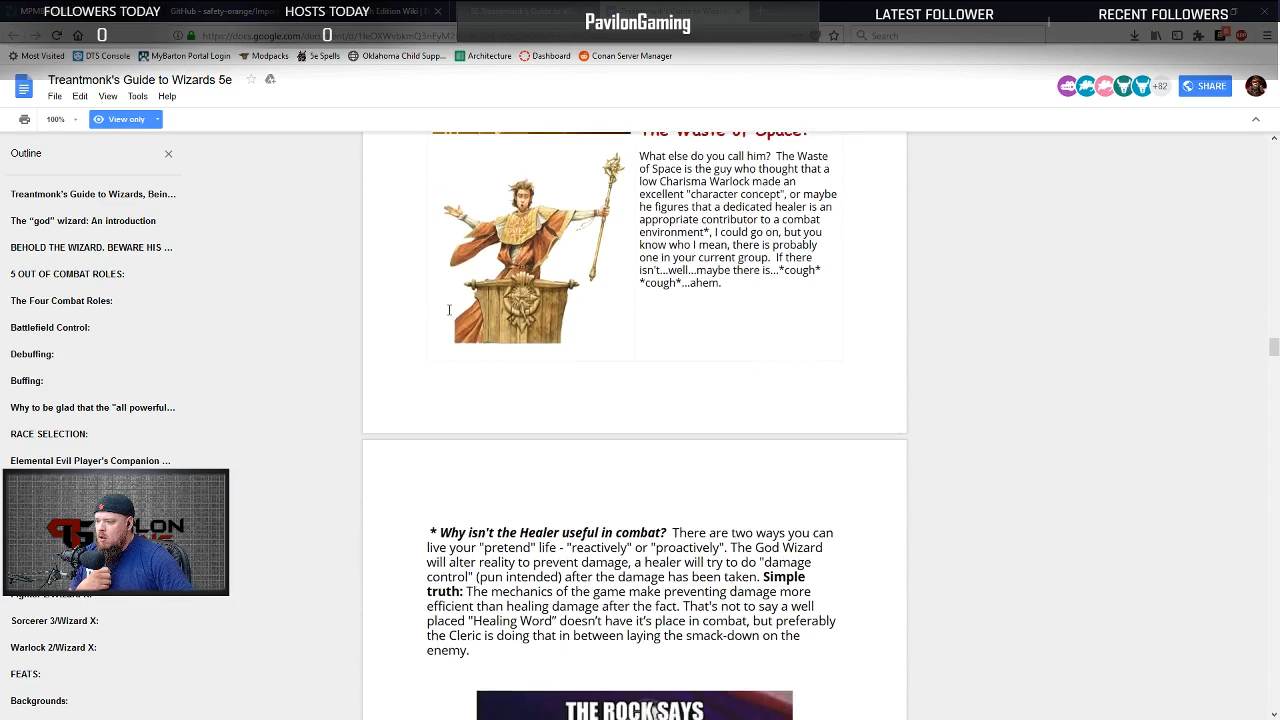 FOLLOWERS TODAY
0
HOSTS TODAY
0
PavilonGaming
LATEST FOLLOWER
RECENT FOLLOWERS
Search
Most Visited
DTS Console
MyBarton Portal Login
Modpacks
5e Spells
Oklahoma Child Supp...
Architecture
Dashboard
Conan Server Manager
Treantmonk's Guide to Wizards 5e
File Edit View Tools Help
+82
SHARE
100%
View only
Outline
Treantmonk's Guide to Wizards, Bein...
The "god" wizard: An introduction
BEHOLD THE WIZARD. BEWARE HIS ...
5 OUT OF COMBAT ROLES:
The Four Combat Roles:
Battlefield Control:
Debuffing:
Buffing:
Why to be glad that the "all powerful...
RACE SELECTION:
Elemental Evil Player's Companion ...
Sorcerer 3/Wizard X:
Warlock 2/Wizard X:
FEATS:
Backgrounds:
The Waste of Space:
What else do you call him? The Waste
of Space is the guy who thought that a
low Charisma Warlock made an
excellent "character concept", or maybe
he figures that a dedicated healer is an
appropriate contributor to a combat
environment*, I could go on, but you
know who I mean, there is probably
one in your current group. If there
isn't...well...maybe there is...*cough*
*cough*...ahem.
* Why isn't the Healer useful in combat? There are two ways you can
live your "pretend" life - "reactively" or "proactively". The God Wizard
will alter reality to prevent damage, a healer will try to do "damage
control" (pun intended) after the damage has been taken. Simple
truth: The mechanics of the game make preventing damage more
efficient than healing damage after the fact. That's not to say a well
placed "Healing Word" doesn't have it's place in combat, but preferably
the Cleric is doing that in between laying the smack-down on the
enemy.
THE ROCK SAYS